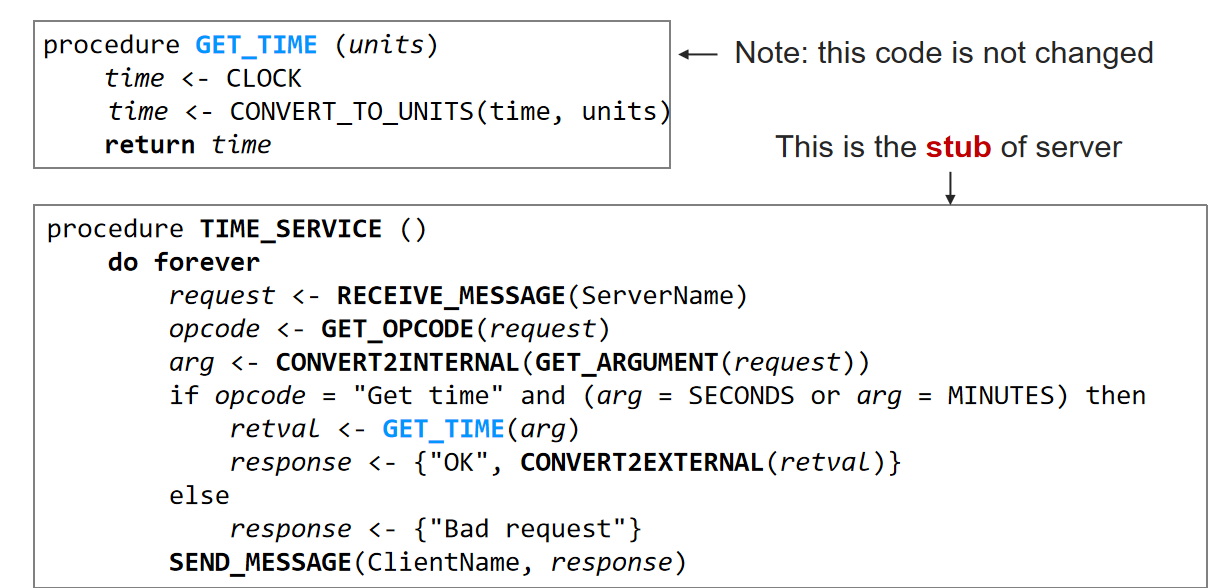 procedure GET_TIME (units)
time <- CLOCK
time <- CONVERT_TO_UNITS(time, units)
return time
Note: this code is not changed
This is the stub of server
procedure TIME_SERVICE ()
do forever
request <- RECEIVE_MESSAGE(ServerName)
opcode <- GET_OPCODE(request)
arg <- CONVERT2INTERNAL(GET_ARGUMENT(request))
if opcode = "Get time" and (arg = SECONDS or arg = MINUTES) then
retval <- GET_TIME(arg)
response <- {"OK", CONVERT2EXTERNAL(retval)}
else
response <- {"Bad request"}
SEND_MESSAGE(ClientName, response)